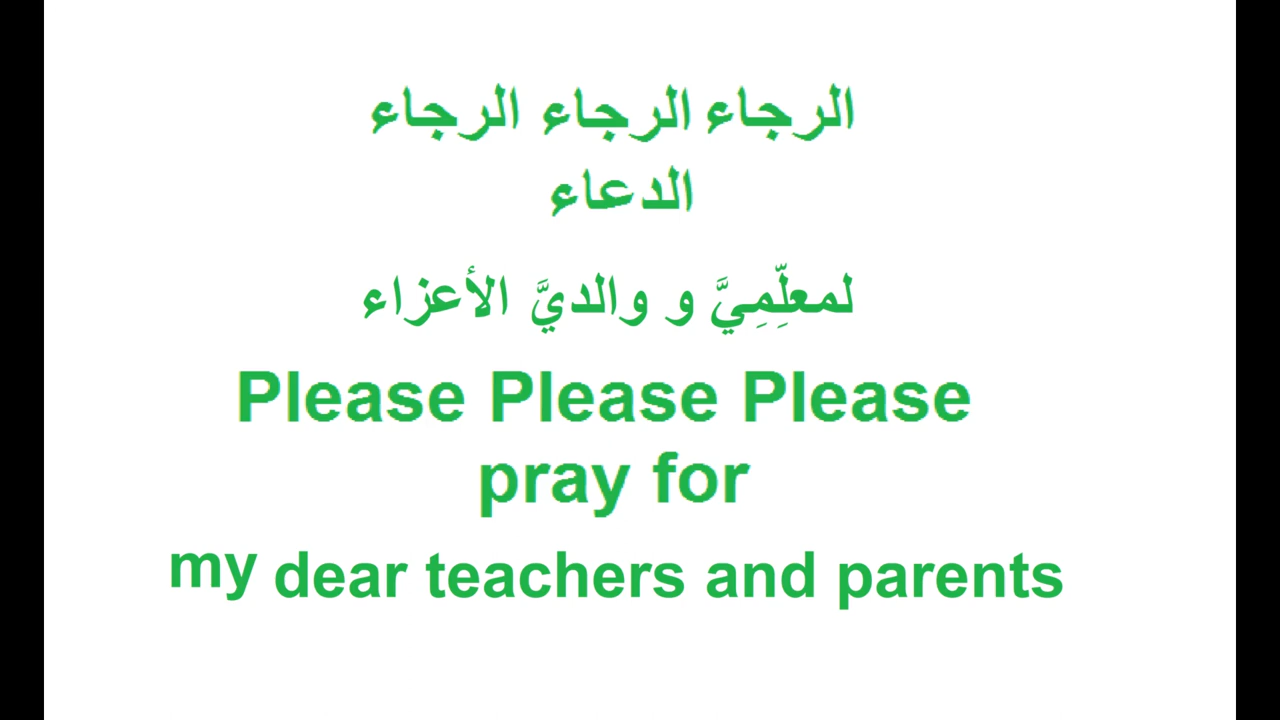 الرجاء الرجاء الرجاء
الدعاء
لمعلِّمِيَّ و والديَّ الأعزاء
Please Please Please
pray for
my dear teachers and parents